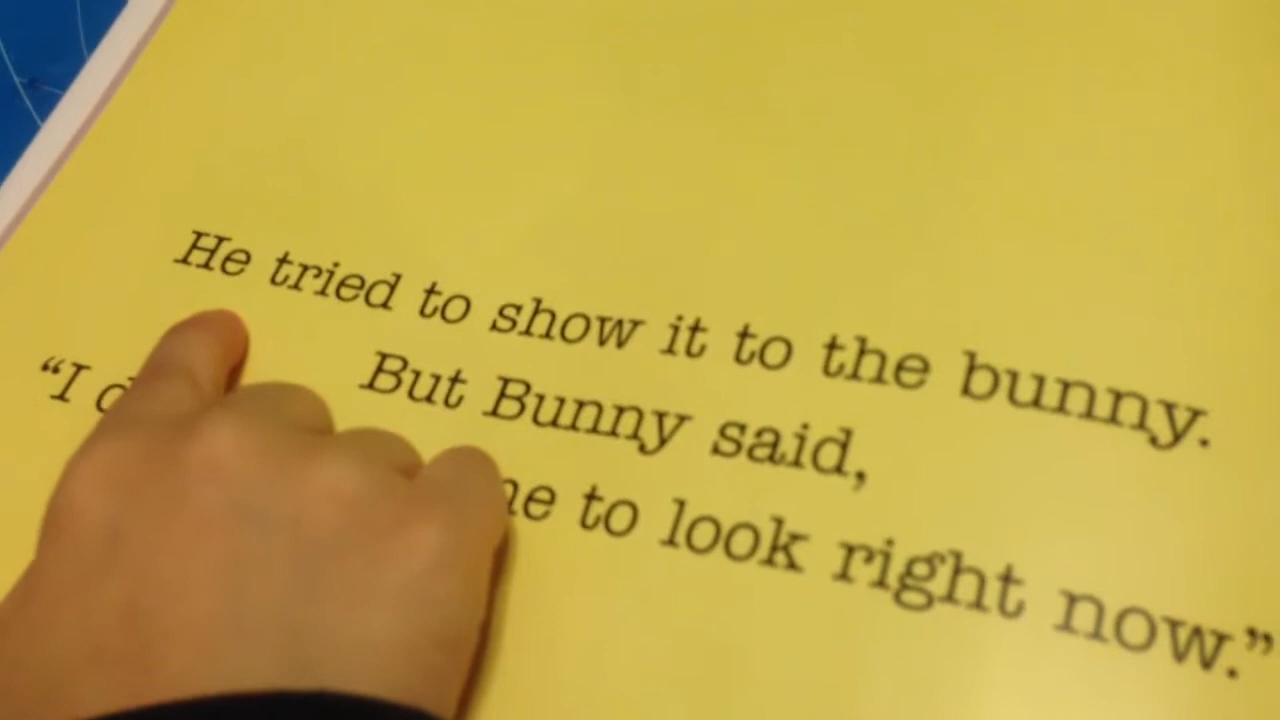 He tried to show it to the bunny.
But Bunny said,
“I to look right now.”